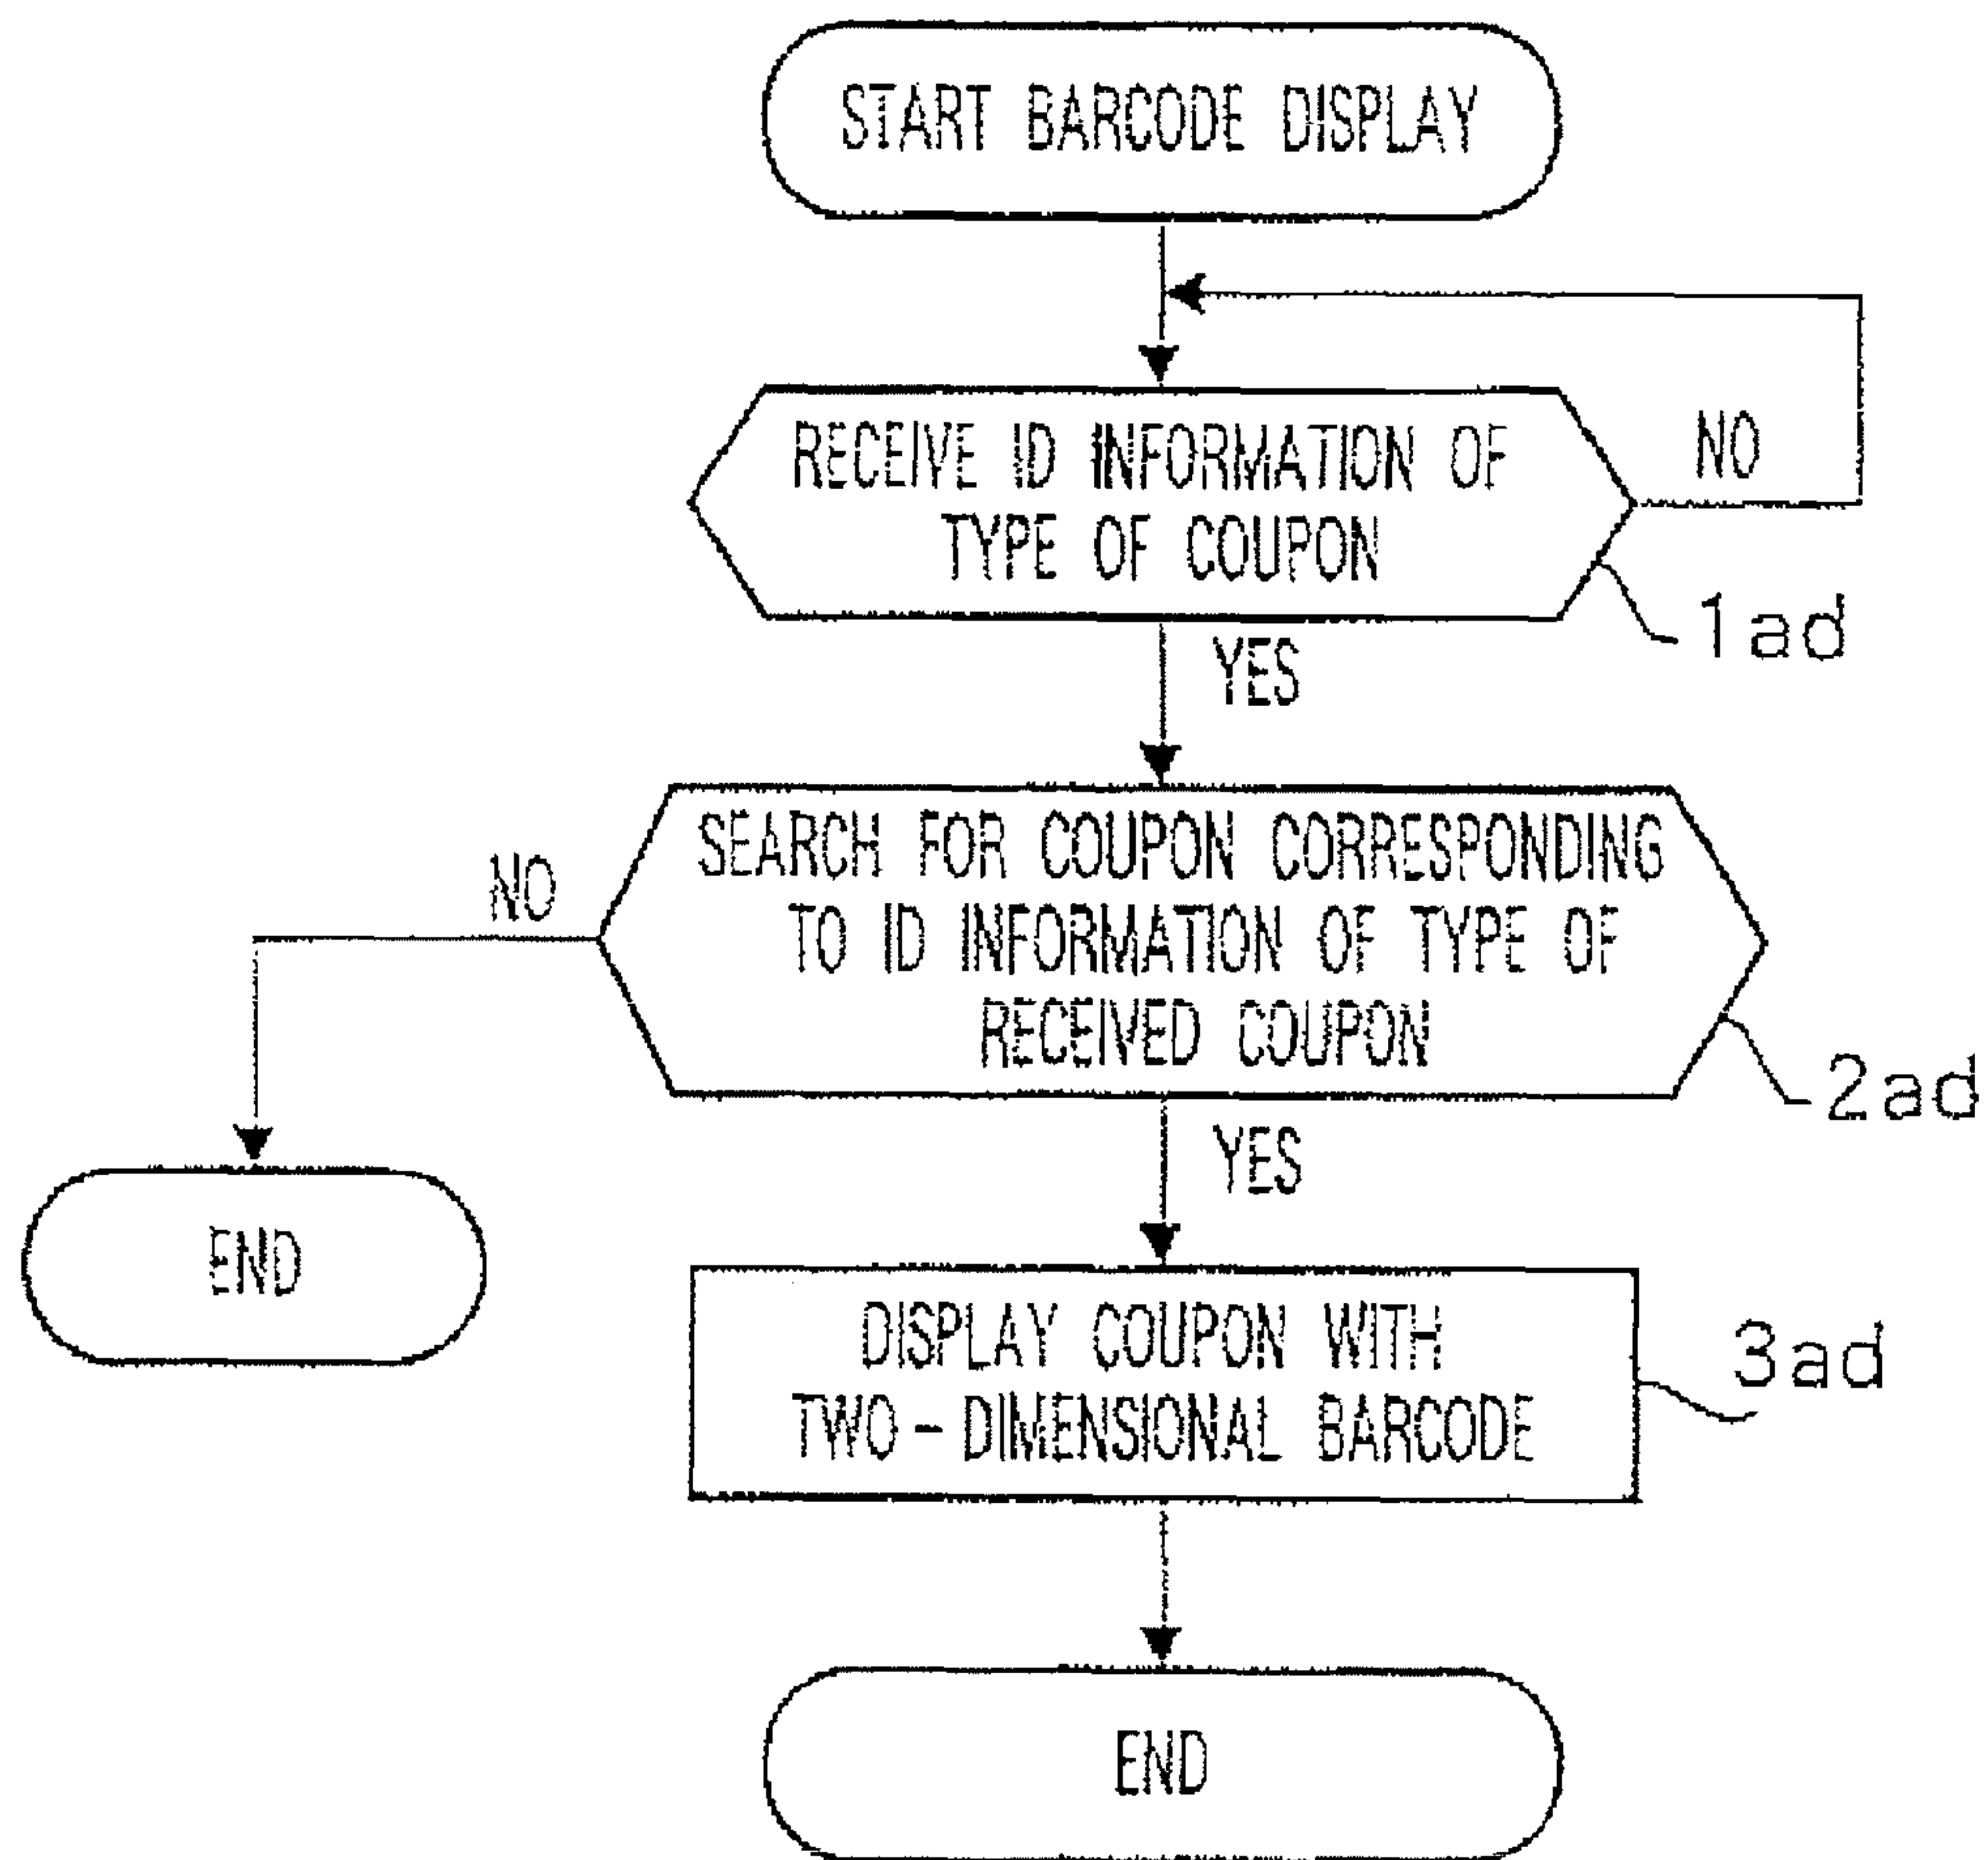 START BARCODE DISPLAY
RECEIVE ID INFORMATION OF
TYPE OF COUPON
NO
1ad
YES
SEARCH FOR COUPON CORRESPONDING
TO ID INFORMATION OF TYPE OF
RECEIVED COUPON
NO
2ad
YES
END
DISPLAY COUPON WITH
TWO-DIMENSIONAL BARCODE
3ad
END